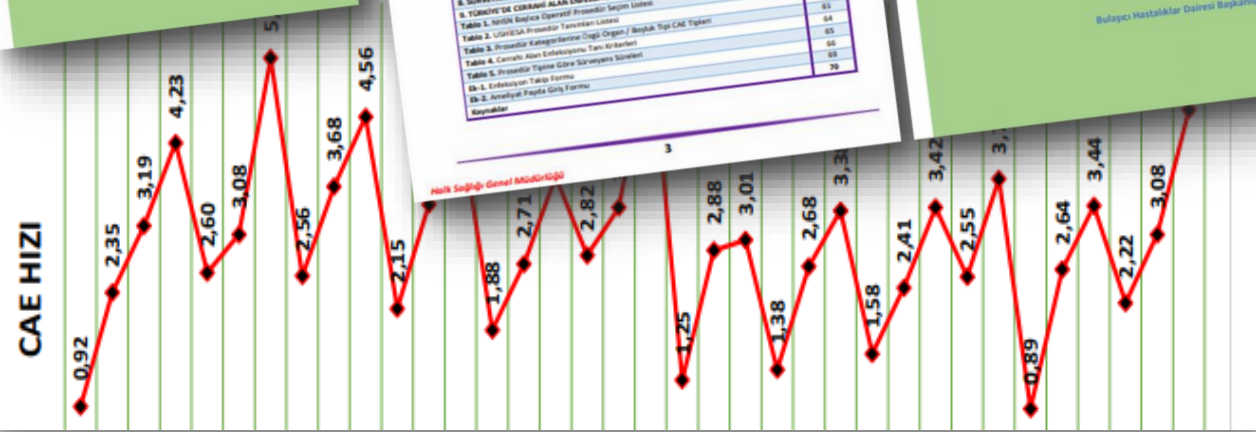 9. TÜRKİYE'DE CERRAHİ ALAN
Tablo 1. NHSN Başlıca Operatif Prosedür Seçim Listesi
Tablo 2. USHİESA Prosedür Tanımları Listesi
Tablo 3. Prosedür Kategorilerine Özgü Organ / Boşluk Tipi CAE Tipleri
Tablo 4. Cerrahi Alan Enfeksiyonu Tanı Kriterleri
Tablo 5. Prosedür Tipine Göre Sürveyans Süreleri
Ek-1. Enfeksiyon Takip Formu
Ek-2. Ameliyat Payda Giriş Formu
Kaynaklar
61
64
65
66
69
70
3
Halk Sağlığı Genel Müdürlüğü
Bulaşıcı Hastalıklar Dairesi
CAE HIZI
0,92
2,35
3,19
4,23
2,60
3,08
5
2,56
3,68
4,56
2,15
1,88
2,71
2,82
1,25
2,88
3,01
1,38
2,68
1,58
2,41
3,42
2,55
0,89
2,64
3,44
2,22
3,08